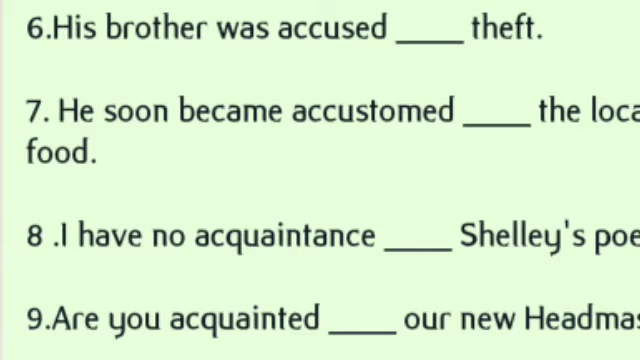 6.His brother was accused ____ theft.
7. He soon became accustomed ____ the
food.
8 .I have no acquaintance ____ Shelley's
9.Are you acquainted ____ our new